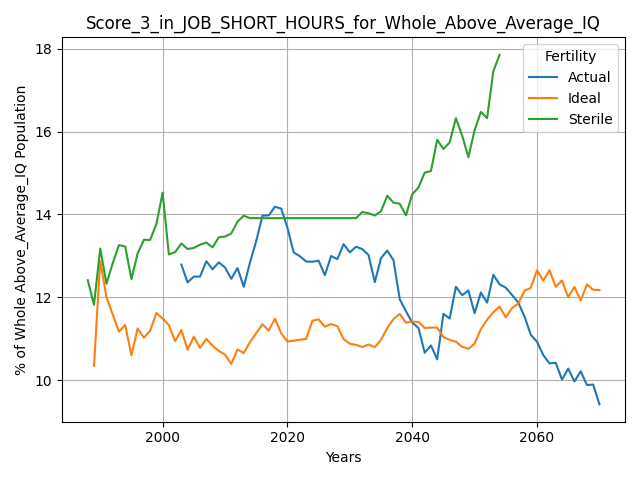 Score_3_in_JOB_SHORT_HOURS_for_Whole_Above_Average_IQ
% of Whole Above_Average_IQ Population
18
16
14
12
10
Fertility
Actual
Ideal
Sterile
2000
2020
2040
2060
Years